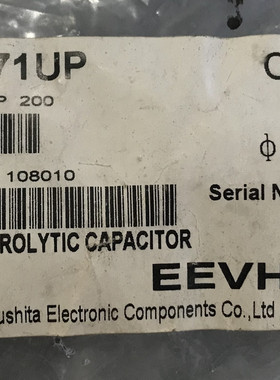 71UP C
P 200
ϕ
108010
Serial N
ROLYTIC CAPACITOR
EEVH
ushita Electronic Components Co.,Ltd